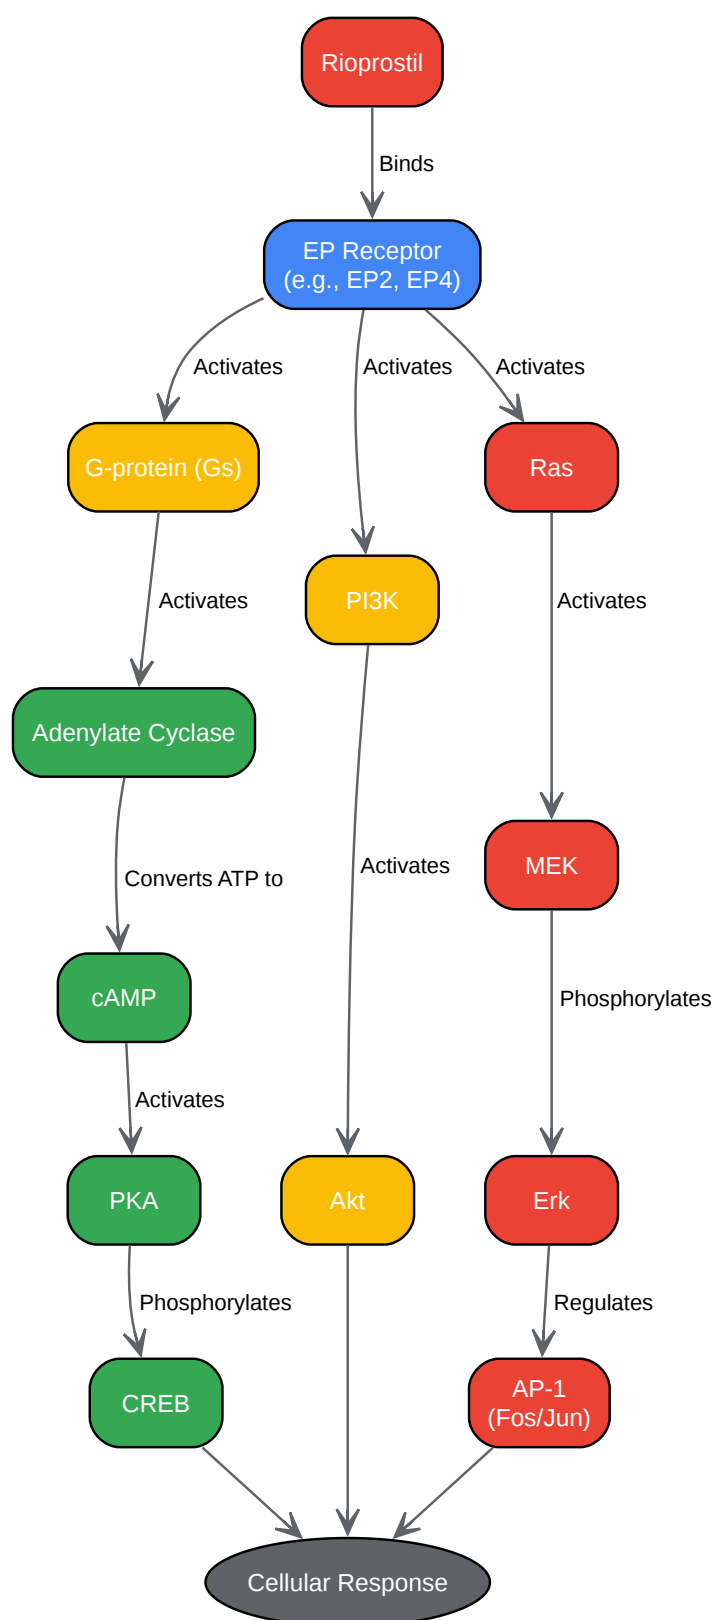 Rioprostil
Binds
EP Receptor
(e.g., EP2, EP4)
Activates
Activates
Activates
G-protein (Gs)
Ras
Activates
PI3K
Activates
Adenylate Cyclase
Converts ATP to
Activates
MEK
cAMP
Phosphorylates
Activates
PKA
Akt
Erk
Phosphorylates
Regulates
CREB
AP-1
(Fos/Jun)
Cellular Response